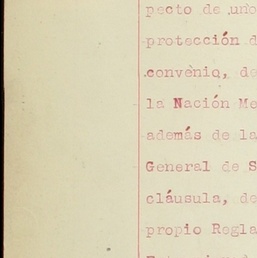 pecto de uno
protección d
convenio, de
la Nación Me
además de la
General de S
cláusula, de
propio Regla